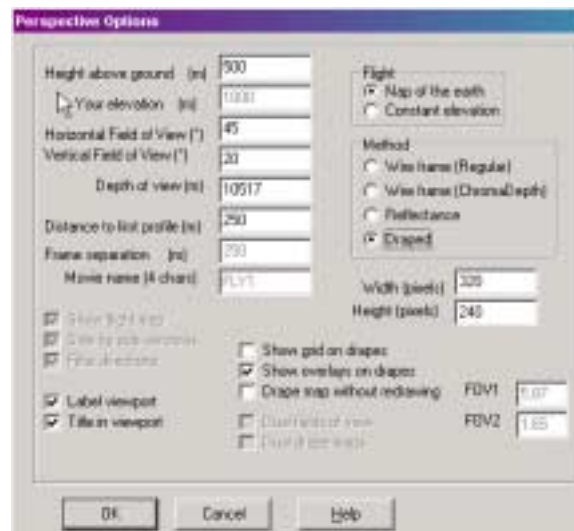 Perspective Options
Height above ground (m) 500
Your elevation (m) 1000
Horizontal Field of View (°) 45
Vertical Field of View (°) 20
Depth of view (m) 10517
Distance to first profile (m) 250
Frame separation (m) 250
Movie name (4 chars) FLY1
Flight
Nap of the earth
Constant elevation
Method
Wire frame (Regular)
Wire frame (ChromaDepth)
Reflectance
Draped
Width (pixels) 320
Height (pixels) 240
Show
Label viewport
Title in viewport
Show grid on drapes
Show overlays on drapes
Drape map without redrawing
FOV1
FOV2 1.65
OK
Cancel
Help